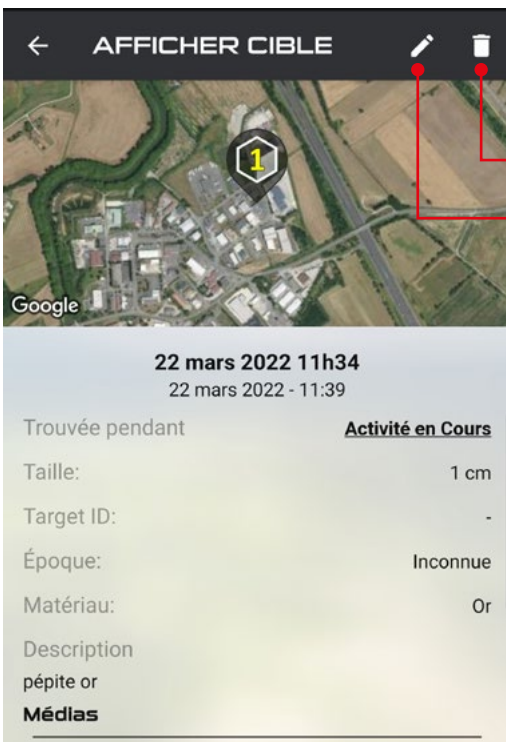 AFFICHER CIBLE
1
Google
22 mars 2022 11h34
22 mars 2022 - 11:39
Trouvée pendant Activité en Cours
Taille: 1 cm
Target ID: -
Époque: Inconnue
Matériau: Or
Description
pépite or
Médias